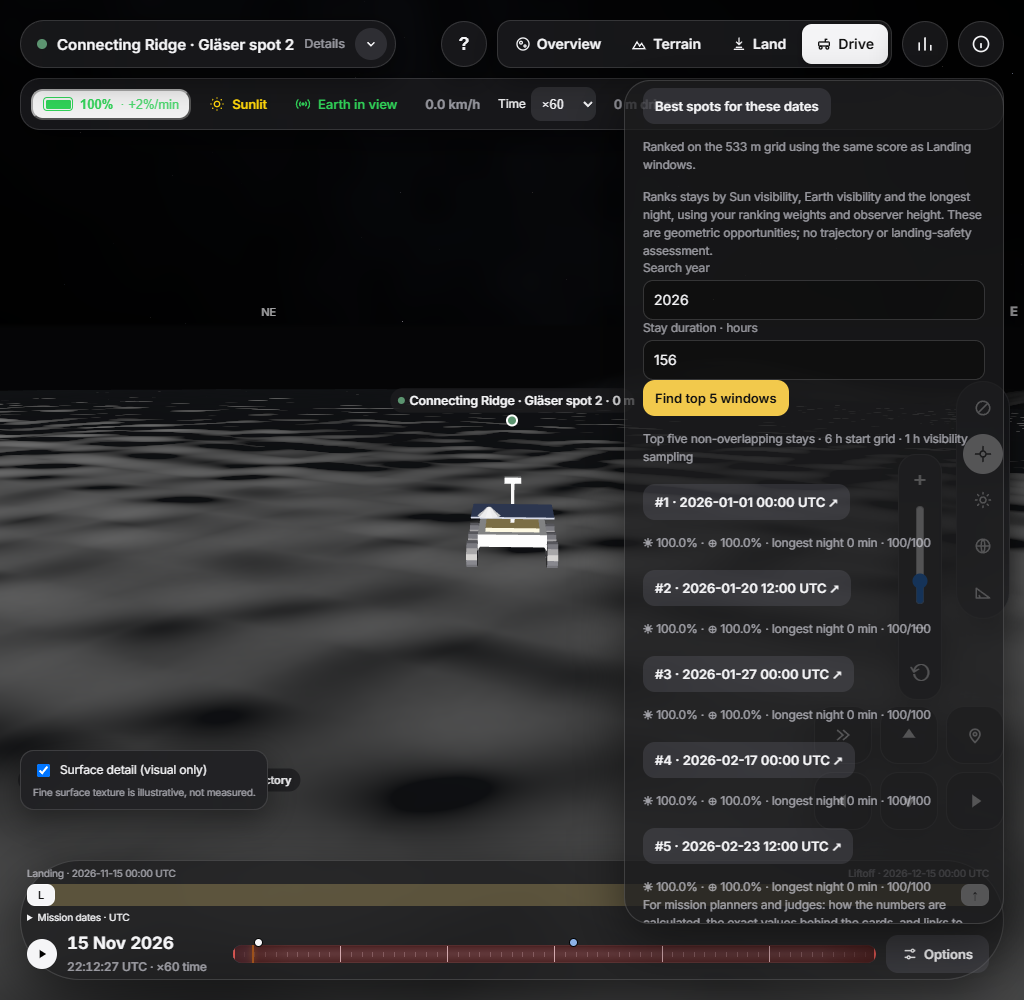 Connecting Ridge · Gläser spot 2 Details
?
Overview
Terrain
Land
Drive
100% · +2%/min
Sunlit
Earth in view
0.0 km/h
Time ×60
0 m
Best spots for these dates
Ranked on the 533 m grid using the same score as Landing
windows.
Ranks stays by Sun visibility, Earth visibility and the longest
night, using your ranking weights and observer height. These
are geometric opportunities; no trajectory or landing-safety
assessment.
Search year
2026
Stay duration · hours
156
Find top 5 windows
Top five non-overlapping stays · 6 h start grid · 1 h visibility
sampling
#1 · 2026-01-01 00:00 UTC ↗
☀ 100.0% · ⊕ 100.0% · longest night 0 min · 100/100
#2 · 2026-01-20 12:00 UTC ↗
☀ 100.0% · ⊕ 100.0% · longest night 0 min · 100/100
#3 · 2026-01-27 00:00 UTC ↗
☀ 100.0% · ⊕ 100.0% · longest night 0 min · 100/100
#4 · 2026-02-17 00:00 UTC ↗
☀ 100.0% · ⊕ 100.0% · longest night 0 min · 100/100
#5 · 2026-02-23 12:00 UTC ↗
☀ 100.0% · ⊕ 100.0% · longest night 0 min · 100/100
For mission planners and judges: how the numbers are
calculated, the exact values behind the cards, and links to
NE
E
Connecting Ridge · Gläser spot 2 · 0 m
Surface detail (visual only)
Fine surface texture is illustrative, not measured.
ctory
Landing · 2026-11-15 00:00 UTC
Liftoff · 2026-12-15 00:00 UTC
L
↑
Mission dates · UTC
15 Nov 2026
22:12:27 UTC · ×60 time
Options